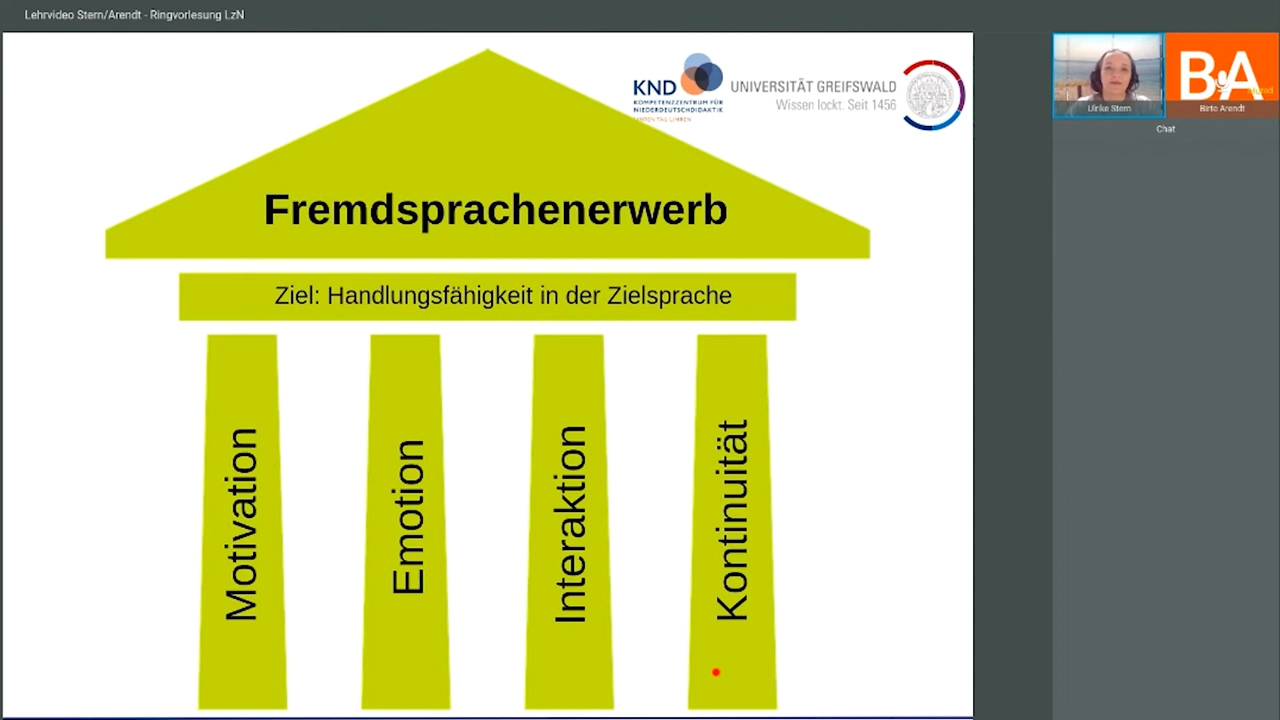 Lehrvideo Stern/Arendt - Ringvorlesung LzN
KND
KOMPETENZZENTRUM FÜR
NIEDERDEUTSCHDIDAKTIK
UNIVERSITÄT GREIFSWALD
Wissen lockt. Seit 1456
BA
Ulrike Stern
Birte Arendt
Chat
Fremdsprachenerwerb
Ziel: Handlungsfähigkeit in der Zielsprache
Motivation
Emotion
Interaktion
Kontinuität